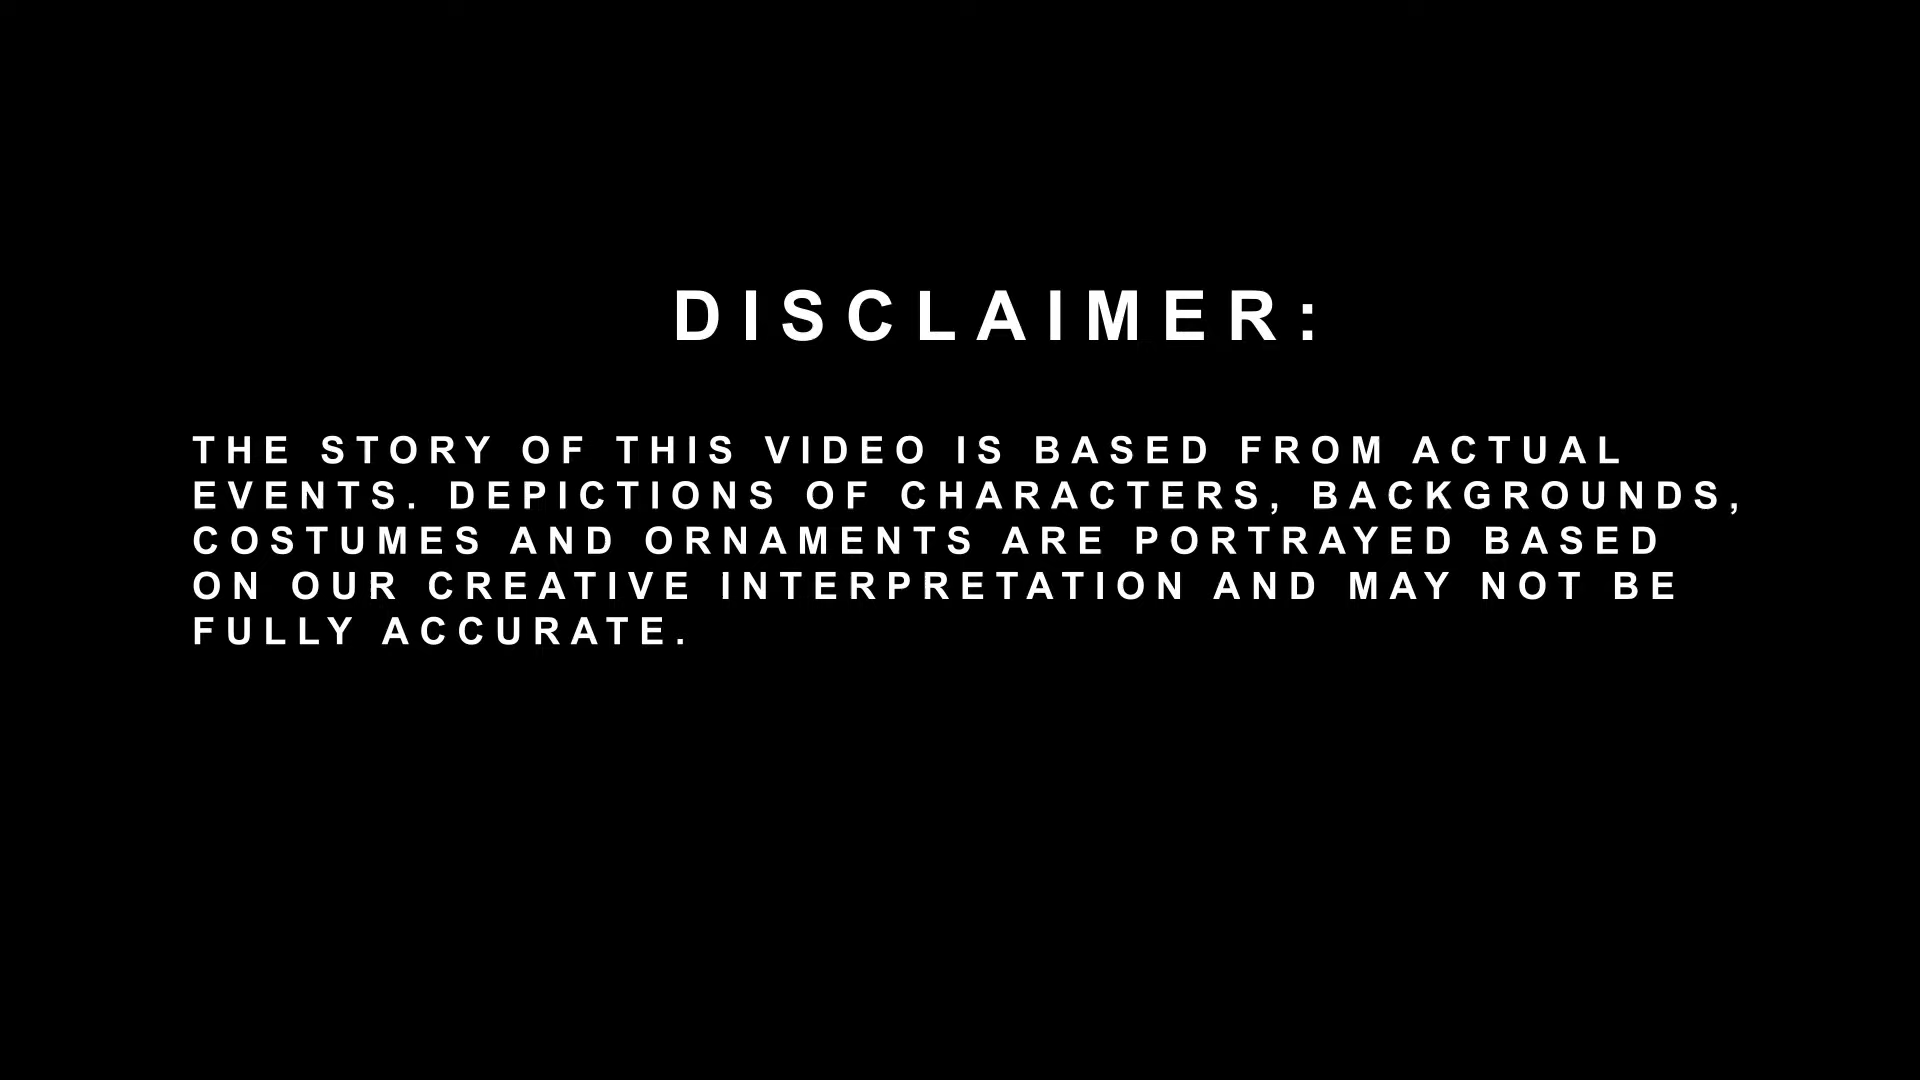 DISCLAIMER:
THE STORY OF THIS VIDEO IS BASED FROM ACTUAL
EVENTS. DEPICTIONS OF CHARACTERS, BACKGROUNDS,
COSTUMES AND ORNAMENTS ARE PORTRAYED BASED
ON OUR CREATIVE INTERPRETATION AND MAY NOT BE
FULLY ACCURATE.